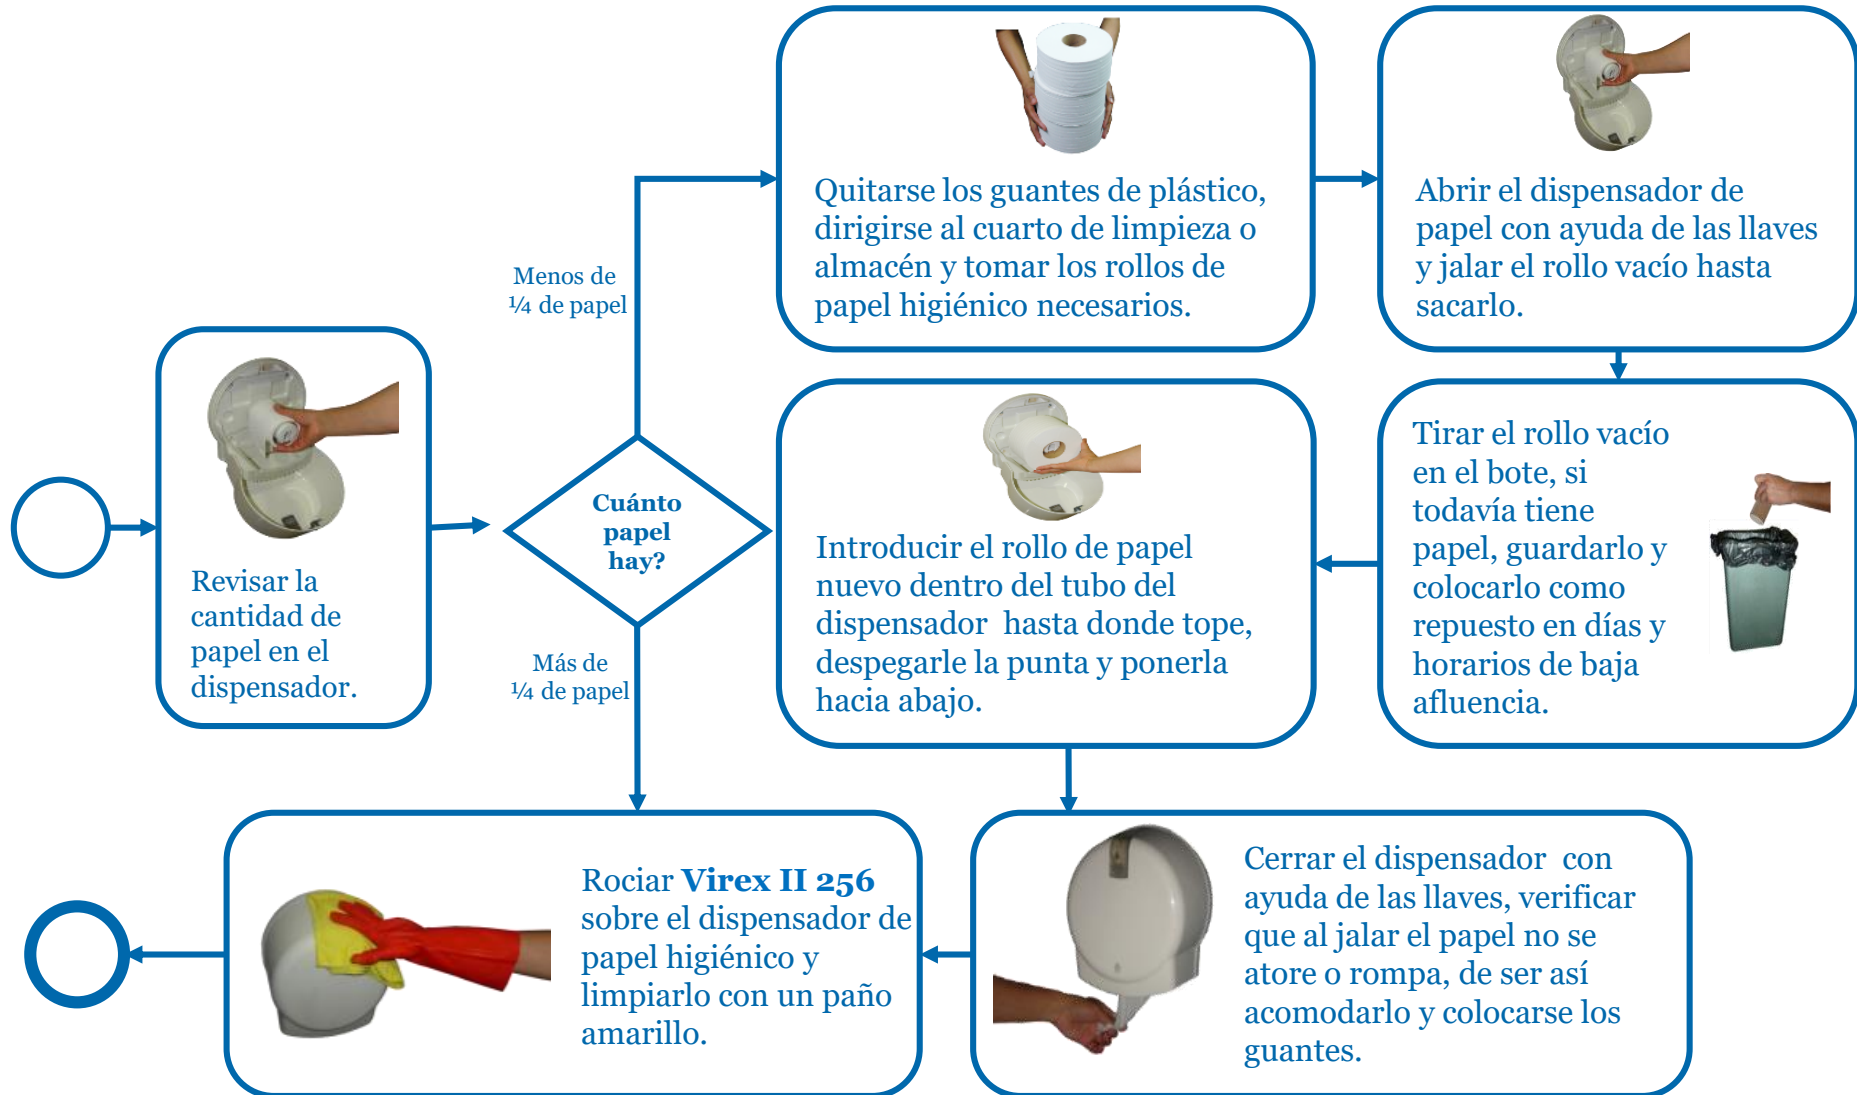 Revisar la
cantidad de
papel en el
dispensador.
Cuánto
papel
hay?
Menos de
¼ de papel
Quitarse los guantes de plástico,
dirigirse al cuarto de limpieza o
almacén y tomar los rollos de
papel higiénico necesarios.
Abrir el dispensador de
papel con ayuda de las llaves
y jalar el rollo vacío hasta
sacarlo.
Tirar el rollo vacío
en el bote, si
todavía tiene
papel, guardarlo y
colocarlo como
repuesto en días y
horarios de baja
afluencia.
Introducir el rollo de papel
nuevo dentro del tubo del
dispensador  hasta donde tope,
despegarle la punta y ponerla
hacia abajo.
Más de
¼ de papel
Cerrar el dispensador  con
ayuda de las llaves, verificar
que al jalar el papel no se
atore o rompa, de ser así
acomodarlo y colocarse los
guantes.
Rociar Virex II 256
sobre el dispensador de
papel higiénico y
limpiarlo con un paño
amarillo.